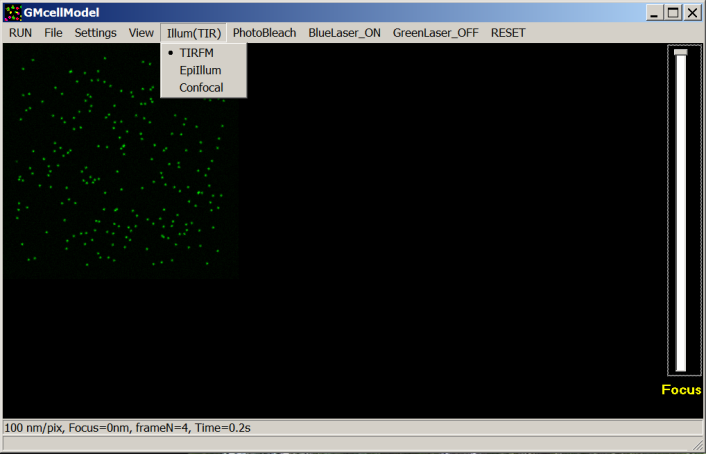 GMcellModel
RUN File Settings View Illum(TIR) PhotoBleach BlueLaser_ON GreenLaser_OFF RESET
TIRFM
EpiIllum
Confocal
Focus
100 nm/pix, Focus=0nm, frameN=4, Time=0.2s